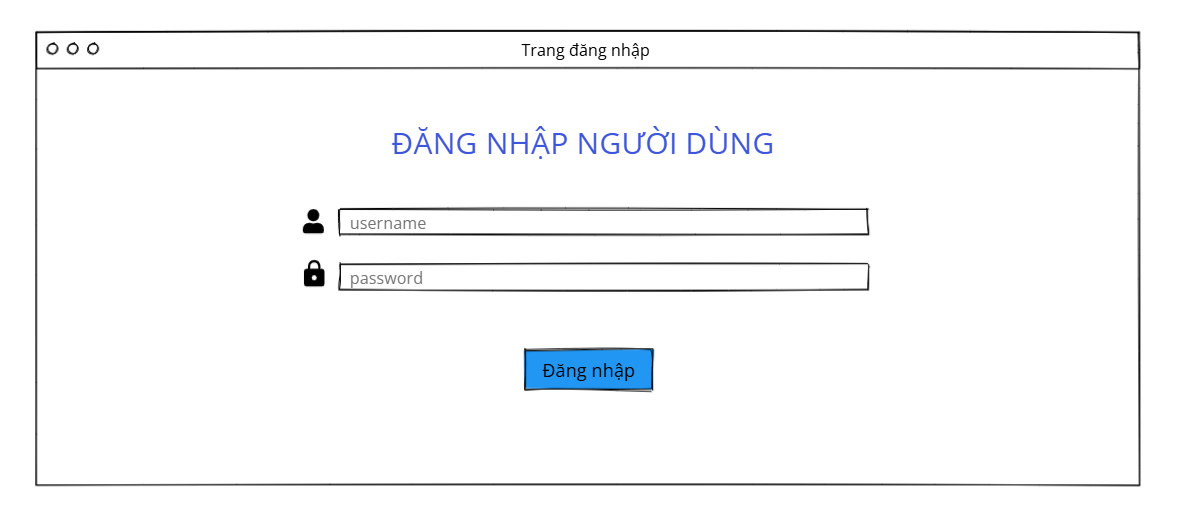 Trang đăng nhập
ĐĂNG NHẬP NGƯỜI DÙNG
username
password
Đăng nhập